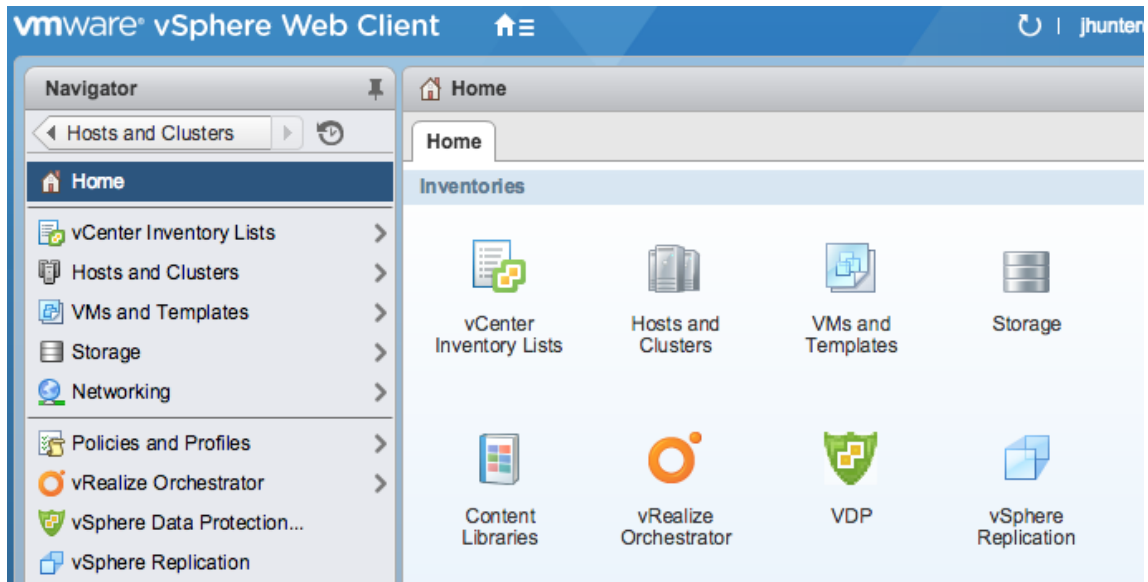 vmware® vSphere Web Client
jhunter
Navigator
Hosts and Clusters
Home
vCenter Inventory Lists
Hosts and Clusters
VMs and Templates
Storage
Networking
Policies and Profiles
vRealize Orchestrator
vSphere Data Protection...
vSphere Replication
Home
Home
Inventories
vCenter
Inventory Lists
Hosts and
Clusters
VMs and
Templates
Storage
Content
Libraries
vRealize
Orchestrator
VDP
vSphere
Replication